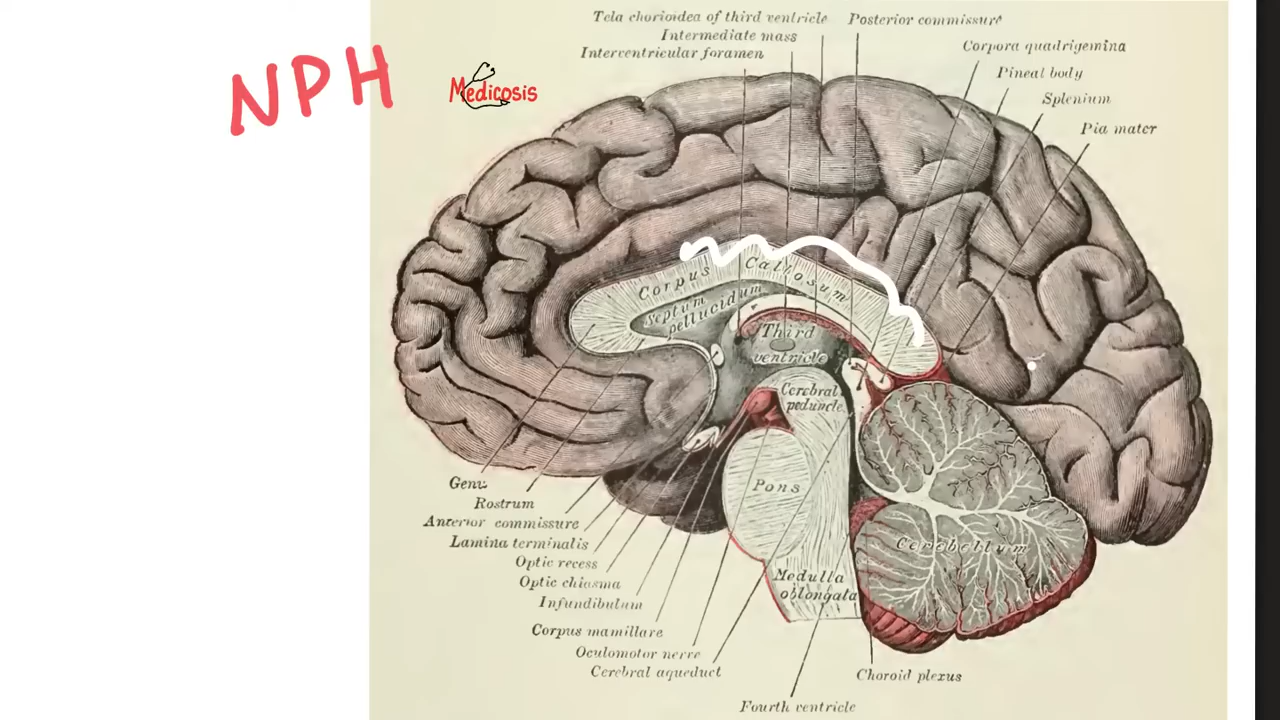 NPH
Medicosis
Tela chorioidea of third ventricle
Posterior commissure
Intermediate mass
Interventricular foramen
Corpora quadrigemina
Pineal body
Splenium
Pia mater
Corpus Callosum
Septum
pellucidum
Third
ventricle
Cerebral
peduncle
Genu
Rostrum
Anterior commissure
Lamina terminalis
Optic recess
Optic chiasma
Infundibulum
Corpus mamillare
Oculomotor nerve
Cerebral aqueduct
Pons
Medulla
oblongata
Cerebellum
Choroid plexus
Fourth ventricle